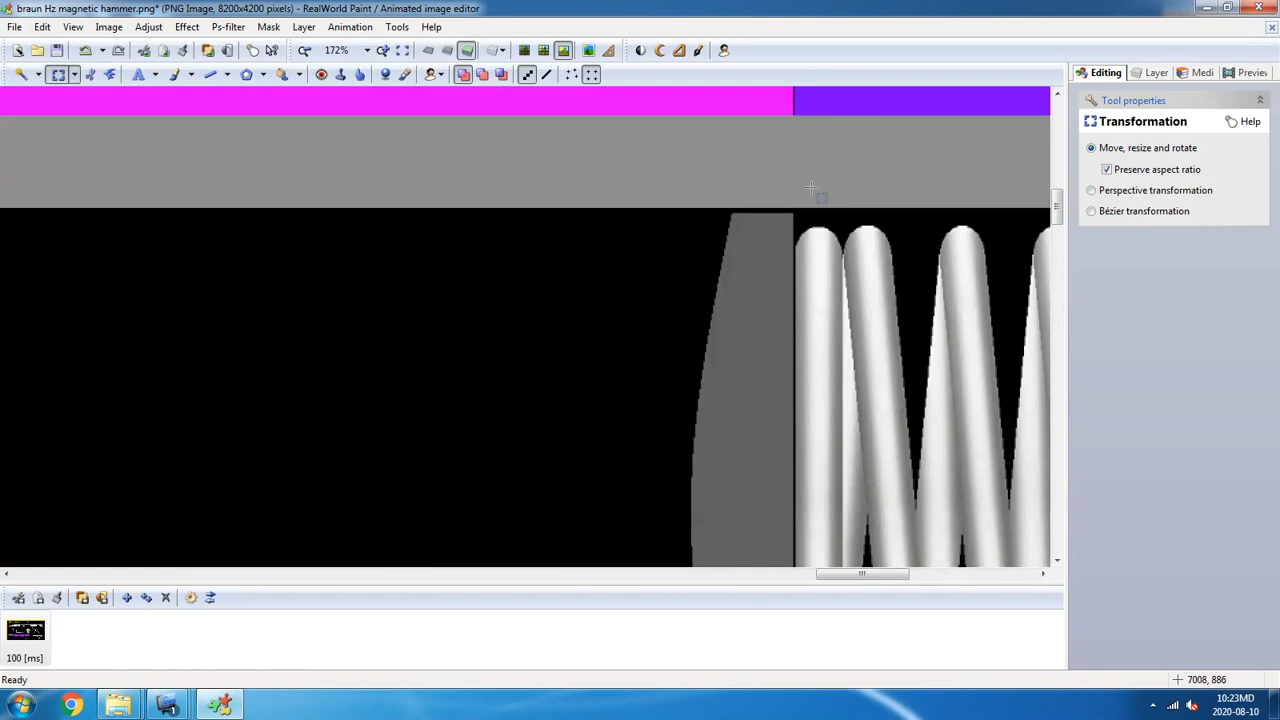 braun Hz magnetic hammer.png* (PNG Image, 8200x4200 pixels) - RealWorld Paint / Animated image editor
File Edit View Image Adjust Effect Ps-filter Mask Layer Animation Tools Help
172%
Editing Layer Medi Preview
Tool properties
Transformation Help
Move, resize and rotate
Preserve aspect ratio
Perspective transformation
Bézier transformation
100 [ms]
Ready
7008, 886
10:23MD
2020-08-10